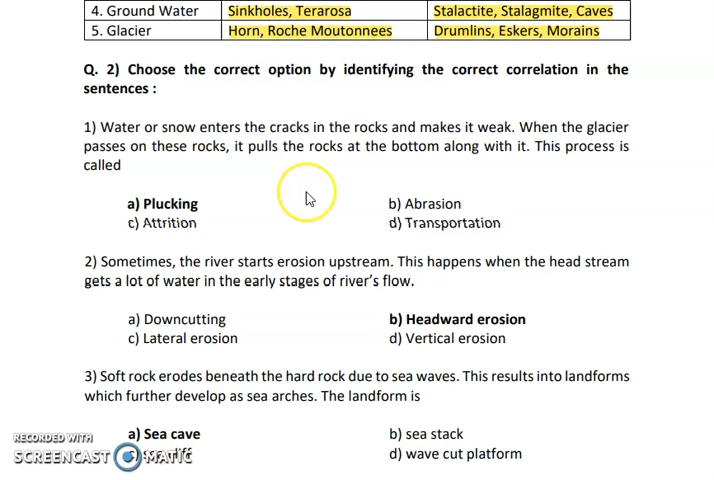 4. Ground Water Sinkholes, Terarosa Stalactite, Stalagmite, Caves
5. Glacier Horn, Roche Moutonnees Drumlins, Eskers, Morains
Q. 2) Choose the correct option by identifying the correct correlation in the
sentences :
1) Water or snow enters the cracks in the rocks and makes it weak. When the glacier
passes on these rocks, it pulls the rocks at the bottom along with it. This process is
called
a) Plucking b) Abrasion
c) Attrition d) Transportation
2) Sometimes, the river starts erosion upstream. This happens when the head stream
gets a lot of water in the early stages of river's flow.
a) Downcutting b) Headward erosion
c) Lateral erosion d) Vertical erosion
3) Soft rock erodes beneath the hard rock due to sea waves. This results into landforms
which further develop as sea arches. The landform is
a) Sea cave b) sea stack
d) wave cut platform
RECORDED WITH
SCREENCAST MATIC